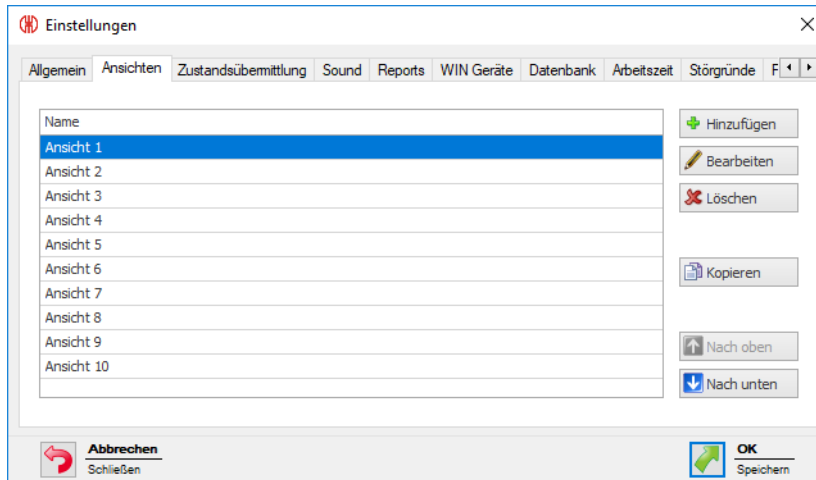 Einstellungen
Allgemein Ansichten Zustandsübermittlung Sound Reports WIN Geräte Datenbank Arbeitszeit Störgründe F
Name
Ansicht 1
Ansicht 2
Ansicht 3
Ansicht 4
Ansicht 5
Ansicht 6
Ansicht 7
Ansicht 8
Ansicht 9
Ansicht 10
Hinzufügen
Bearbeiten
Löschen
Kopieren
Nach oben
Nach unten
Abbrechen
Schließen
OK
Speichern